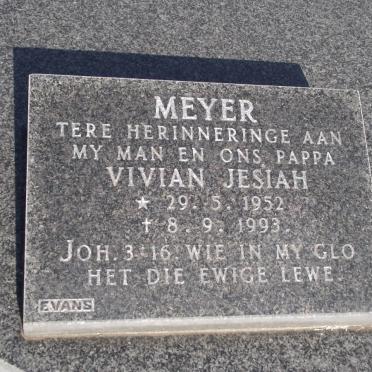 MEYER
TERE HERINNERINGE AAN
MY MAN EN ONS PAPPA
VIVIAN JESIAH
★ 29. 5. 1952
✝ 8. 9. 1993.
JOH. 3:16. WIE IN MY GLO
HET DIE EWIGE LEWE.
EVANS